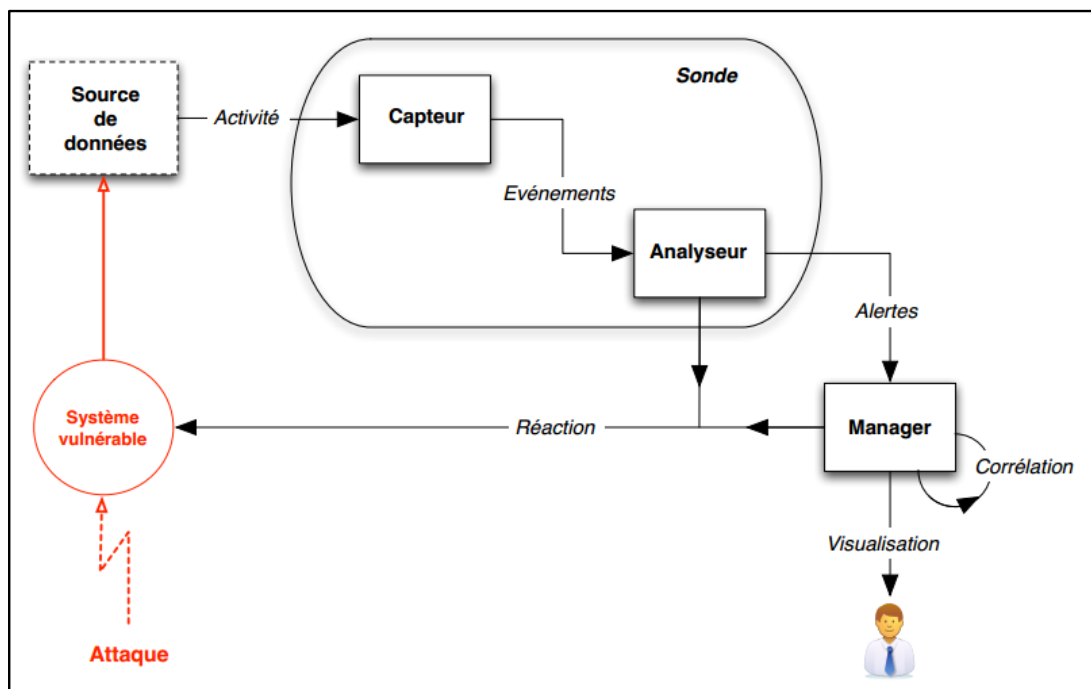 Sonde
Source
de
données
Activité
Capteur
Evénements
Analyseur
Alertes
Système
vulnérable
Réaction
Manager
Corrélation
Visualisation
Attaque